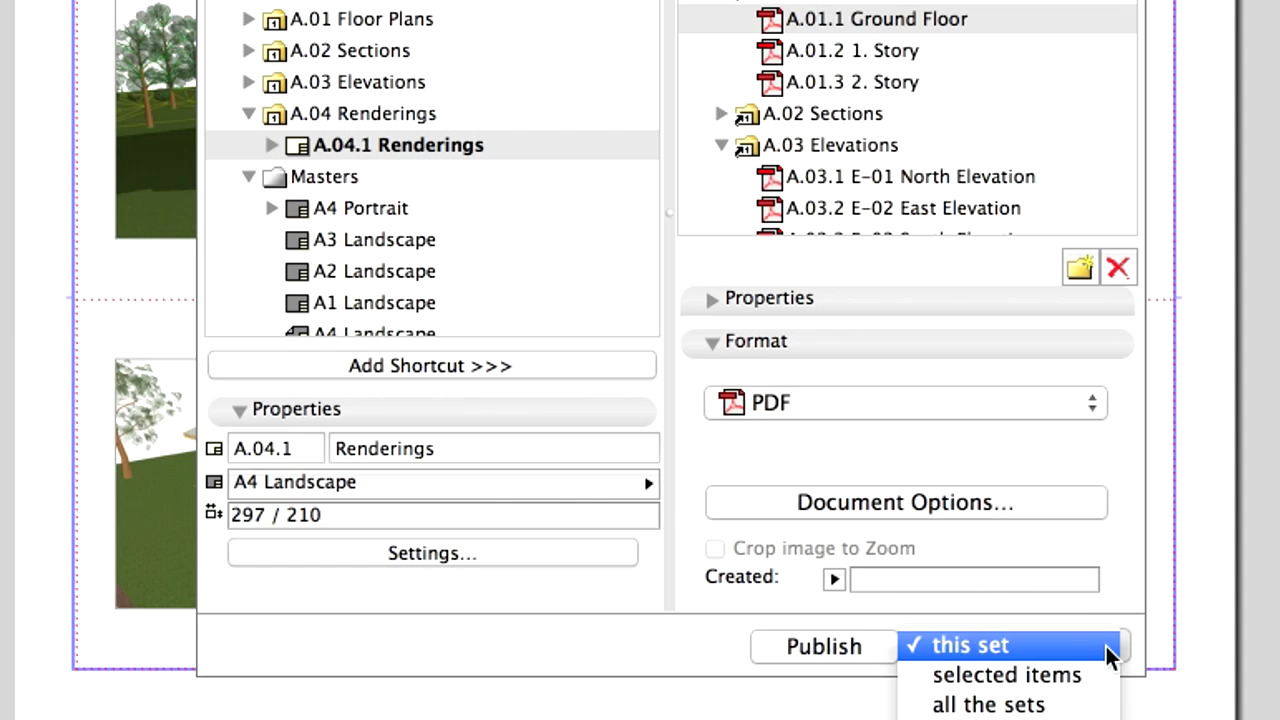 A.01 Floor Plans
A.02 Sections
A.03 Elevations
A.04 Renderings
A.04.1 Renderings
Masters
A4 Portrait
A3 Landscape
A2 Landscape
A1 Landscape
A4 Landscape
Add Shortcut >>>
Properties
A.04.1 Renderings
A4 Landscape
297 / 210
Settings...
A.01.1 Ground Floor
A.01.2 1. Story
A.01.3 2. Story
A.02 Sections
A.03 Elevations
A.03.1 E-01 North Elevation
A.03.2 E-02 East Elevation
Properties
Format
PDF
Document Options...
Crop image to Zoom
Created:
Publish
✓ this set
selected items
all the sets